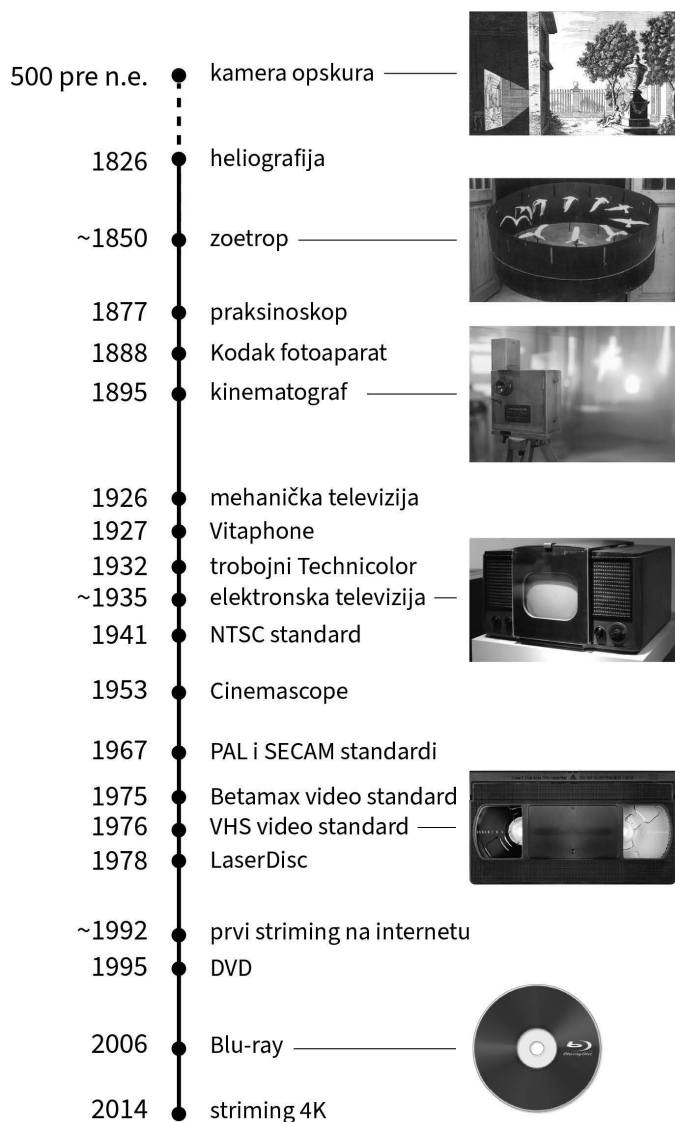 500 pre n.e. kamera opskura
1826 heliografija
~1850 zoetrop
1877 praksinoskop
1888 Kodak fotoaparat
1895 kinematograf
1926 mehanička televizija
1927 Vitaphone
1932 trobojni Technicolor
~1935 elektronska televizija
1941 NTSC standard
1953 Cinemascope
1967 PAL i SECAM standardi
1975 Betamax video standard
1976 VHS video standard
1978 LaserDisc
~1992 prvi striming na internetu
1995 DVD
2006 Blu-ray
Blu-ray Disc
2014 striming 4K